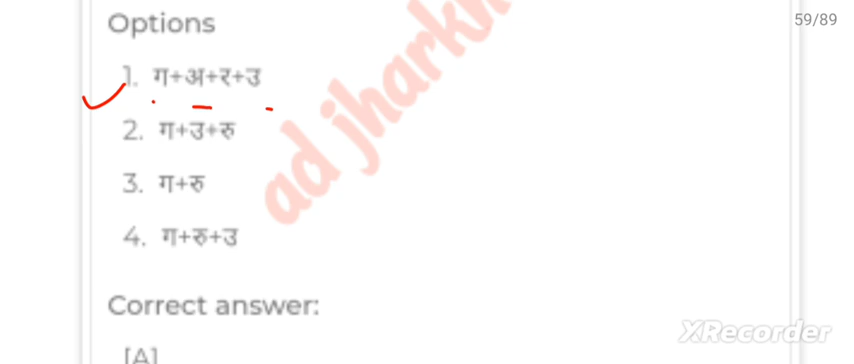 59/89
Options
1. ग+अ+र+उ
2. ग+उ+रु
3. ग+रु
4. ग+रु+उ
ad jharkh
Correct answer:
[A]
XRecorder